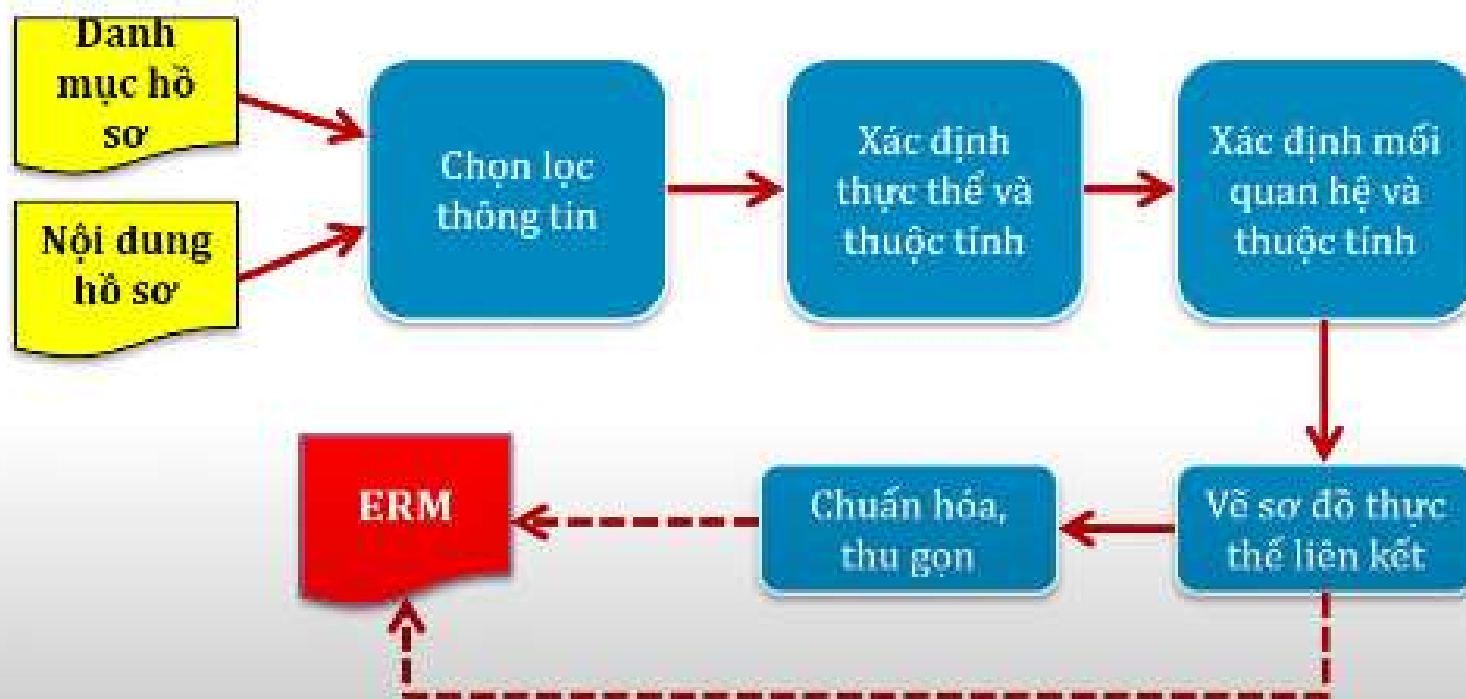 Danh
mục hồ
sơ
Nội dung
hồ sơ
Chọn lọc
thông tin
Xác định
thực thể và
thuộc tính
Xác định mối
quan hệ và
thuộc tính
Vẽ sơ đồ thực
thể liên kết
Chuẩn hóa,
thu gọn
ERM